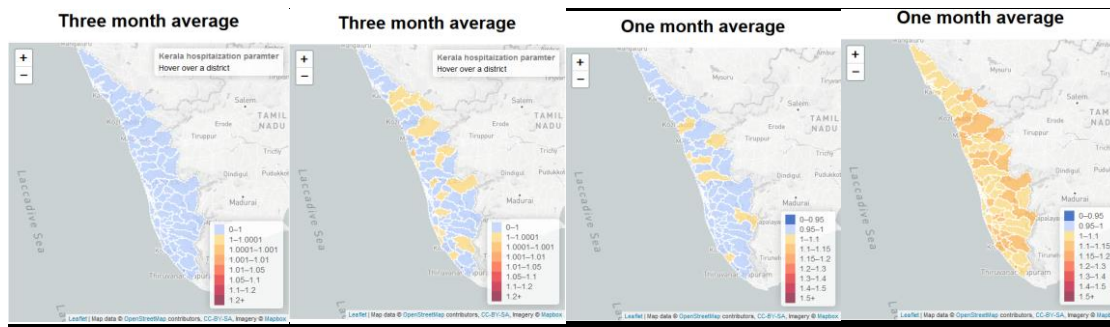 Three month average
+
−
Kerala hospitalization paramter
Hover over a district
Salem
Erode
TAMIL
NADU
Tiruppur
Trichy
Dindigul
Madurai
Laccadive Sea
0–1
1–1.0001
1.0001–1.001
1.001–1.01
1.01–1.05
1.05–1.1
1.1–1.2
1.2+
Leaflet | Map data © OpenStreetMap contributors, CC-BY-SA, Imagery © Mapbox
Three month average
+
−
Kerala hospitalization paramter
Hover over a district
Salem
Erode
TAMIL
NADU
Tiruppur
Trichy
Dindigul
Madurai
Laccadive Sea
0–1
1–1.0001
1.0001–1.001
1.001–1.01
1.01–1.05
1.05–1.1
1.1–1.2
1.2+
Leaflet | Map data © OpenStreetMap contributors, CC-BY-SA, Imagery © Mapbox
One month average
+
−
Mysuru
Salem
Erode
TAMIL
NADU
Tiruppur
Trichy
Dindigul
Madurai
Laccadive Sea
0–0.95
0.95–1
1–1.1
1.1–1.15
1.15–1.2
1.2–1.3
1.3–1.4
1.4–1.5
1.5+
Leaflet | Map data © OpenStreetMap contributors, CC-BY-SA, Imagery © Mapbox
One month average
+
−
Mysuru
Salem
Erode
TAMIL
NADU
Tiruppur
Trichy
Dindigul
Madurai
Laccadive Sea
0–0.95
0.95–1
1–1.1
1.1–1.15
1.15–1.2
1.2–1.3
1.3–1.4
1.4–1.5
1.5+
Leaflet | Map data © OpenStreetMap contributors, CC-BY-SA, Imagery © Mapbox